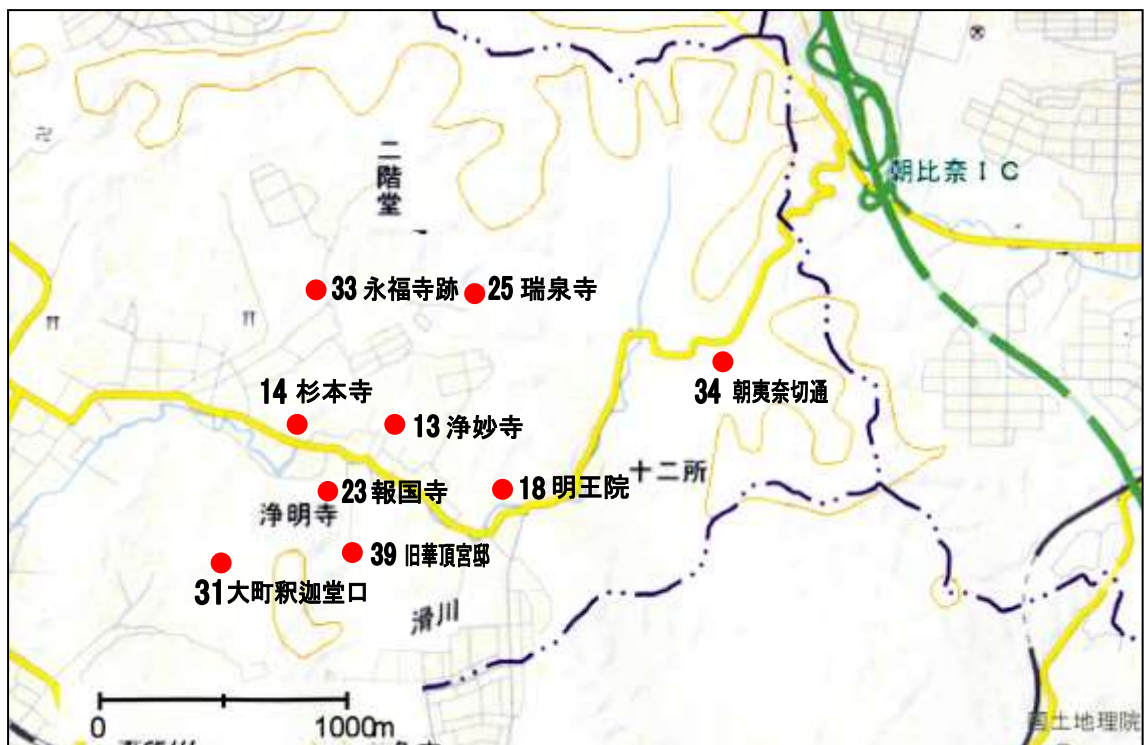 二階堂
朝比奈IC
33 永福寺跡
25 瑞泉寺
14 杉本寺
13 浄妙寺
34 朝夷奈切通
23 報国寺
18 明王院
十二所
浄明寺
39 旧華頂宮邸
31 大町釈迦堂口
滑川
0 1000m
国土地理院